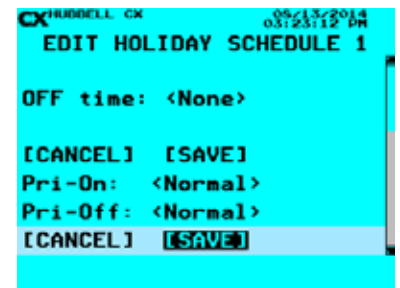 CX HUBBELL CX 05/13/2014
03:23:12 PM
EDIT HOLIDAY SCHEDULE 1
OFF time: <None>
[CANCEL] [SAVE]
Pri-On: <Normal>
Pri-Off: <Normal>
[CANCEL] [SAVE]